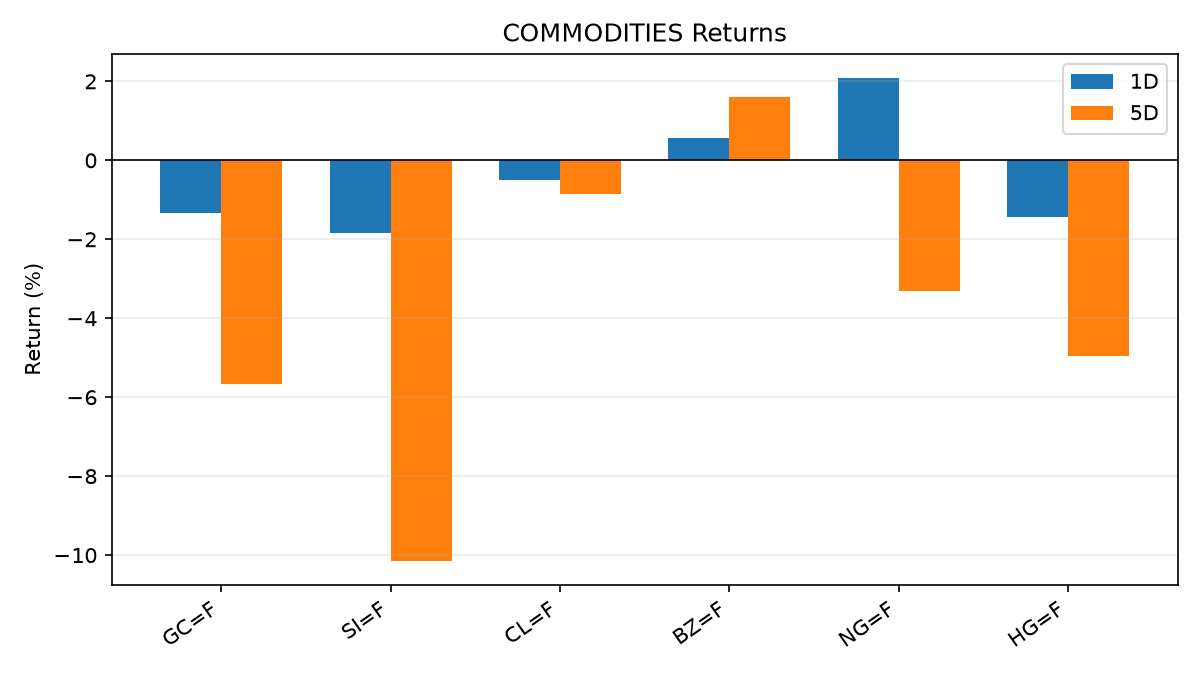 COMMODITIES Returns
1D
5D
Return (%)
2
0
−2
−4
−6
−8
−10
GC=F
SI=F
CL=F
BZ=F
NG=F
HG=F